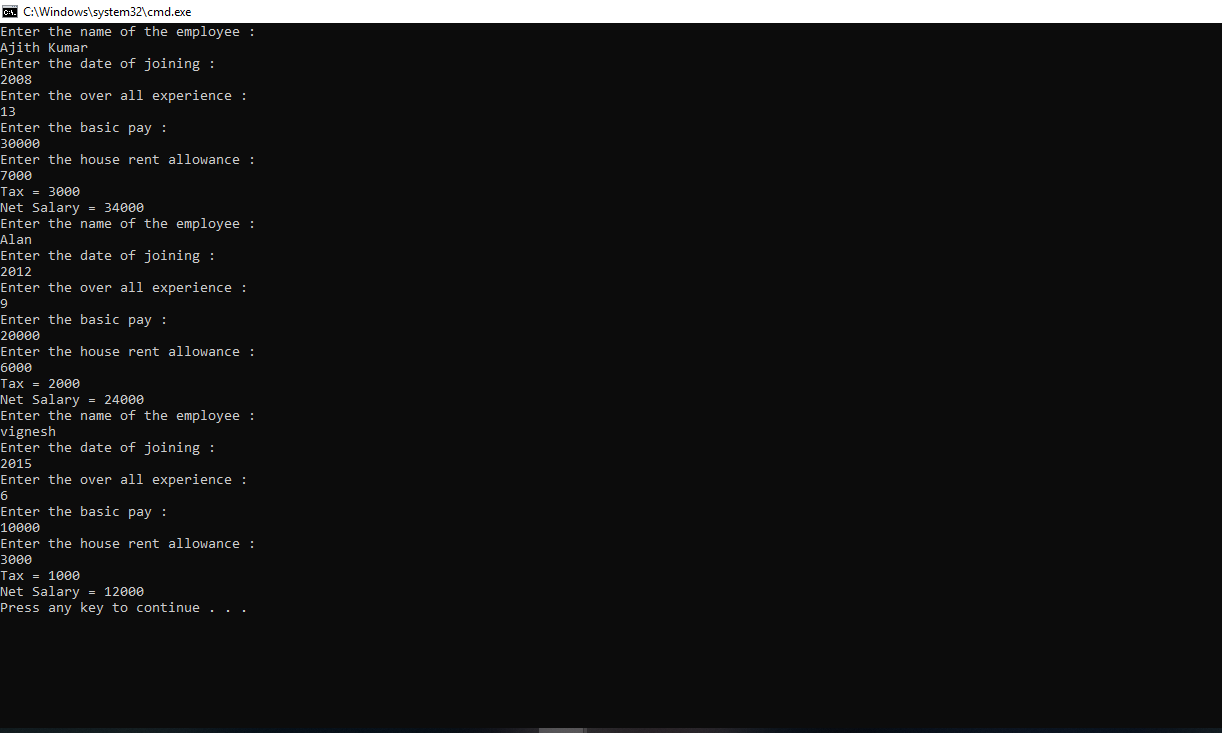 C:\Windows\system32\cmd.exe
Enter the name of the employee :
Ajith Kumar
Enter the date of joining :
2008
Enter the over all experience :
13
Enter the basic pay :
30000
Enter the house rent allowance :
7000
Tax = 3000
Net Salary = 34000
Enter the name of the employee :
Alan
Enter the date of joining :
2012
Enter the over all experience :
9
Enter the basic pay :
20000
Enter the house rent allowance :
6000
Tax = 2000
Net Salary = 24000
Enter the name of the employee :
vignesh
Enter the date of joining :
2015
Enter the over all experience :
6
Enter the basic pay :
10000
Enter the house rent allowance :
3000
Tax = 1000
Net Salary = 12000
Press any key to continue . . .